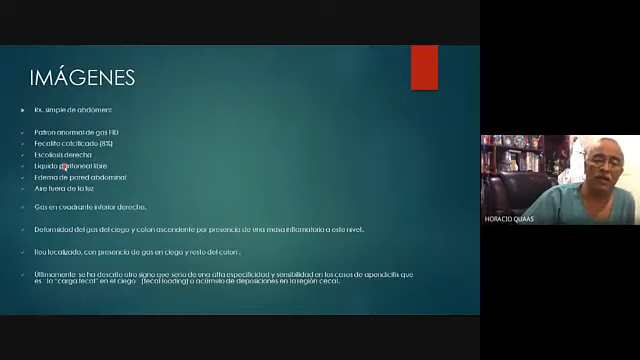 IMÁGENES
Rx. simple de abdomen:
Patron anormal de gas FID
Fecalito calcificado (8%)
Escoliosis derecha
Liquido peritoneal libre
Edema de pared abdominal
Aire fuera de la luz
Gas en cuadrante inferior derecho.
Deformidad del gas del ciego y colon ascendente por presencia de una masa inflamatoria a este nivel.
Ileo localizado, con presencia de gas en ciego y resto del colon .
Últimamente se ha descrito otro signo que seria de una alta especificidad y sensibilidad en los casos de apendicitis que
es la "carga fecal" en el ciego (fecal loading) o acúmulo de deposiciones en la región cecal.
HORACIO QUAAS